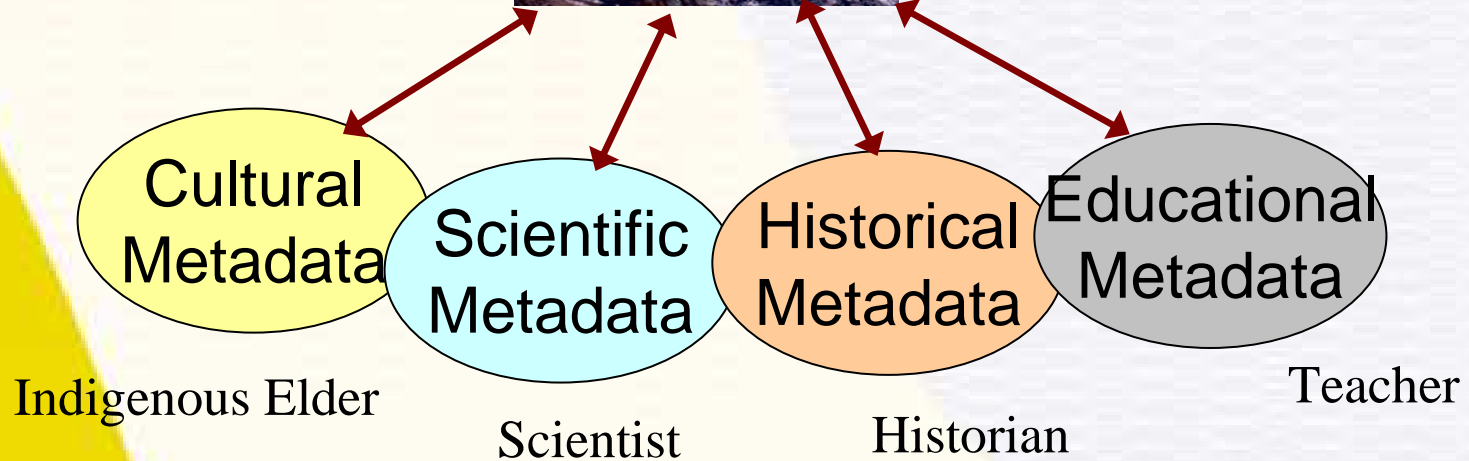 Cultural
Metadata
Scientific
Metadata
Historical
Metadata
Educational
Metadata
Indigenous Elder
Scientist
Historian
Teacher